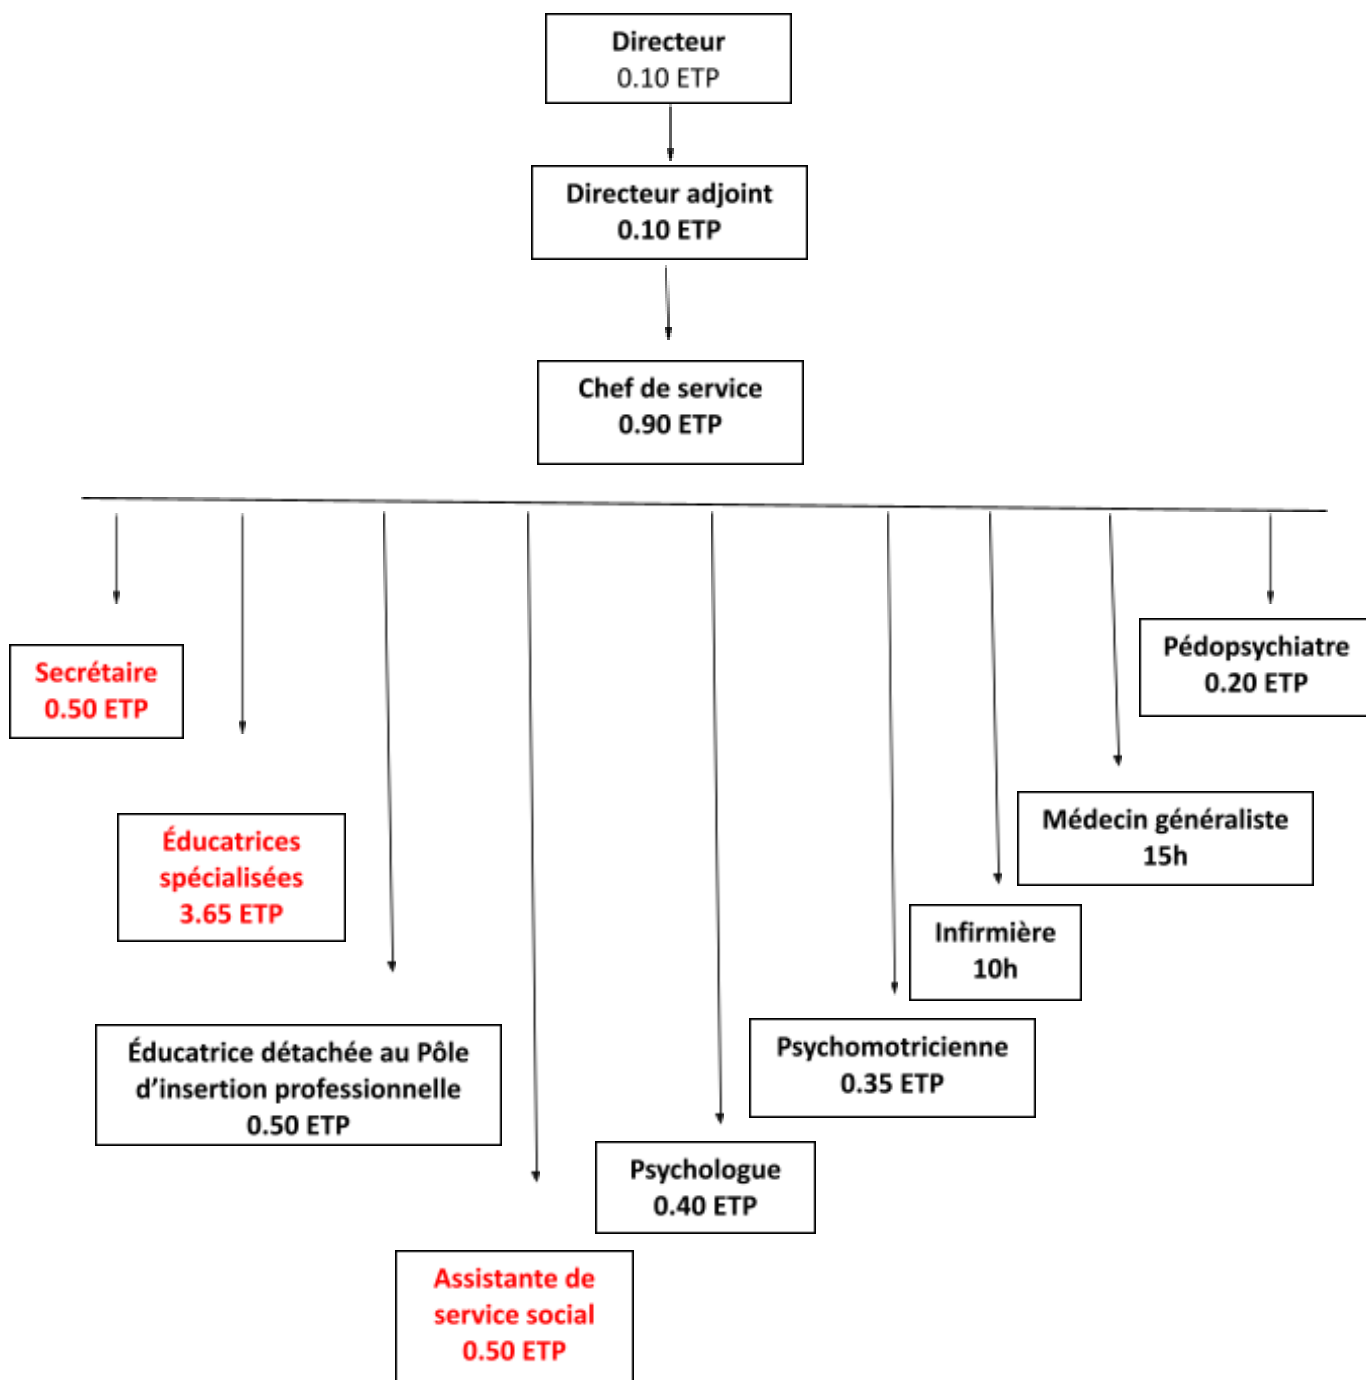 Directeur
0.10 ETP
Directeur adjoint
0.10 ETP
Chef de service
0.90 ETP
Secrétaire
0.50 ETP
Éducatrices
spécialisées
3.65 ETP
Éducatrice détachée au Pôle
d'insertion professionnelle
0.50 ETP
Assistante de
service social
0.50 ETP
Psychologue
0.40 ETP
Psychomotricienne
0.35 ETP
Infirmière
10h
Médecin généraliste
15h
Pédopsychiatre
0.20 ETP